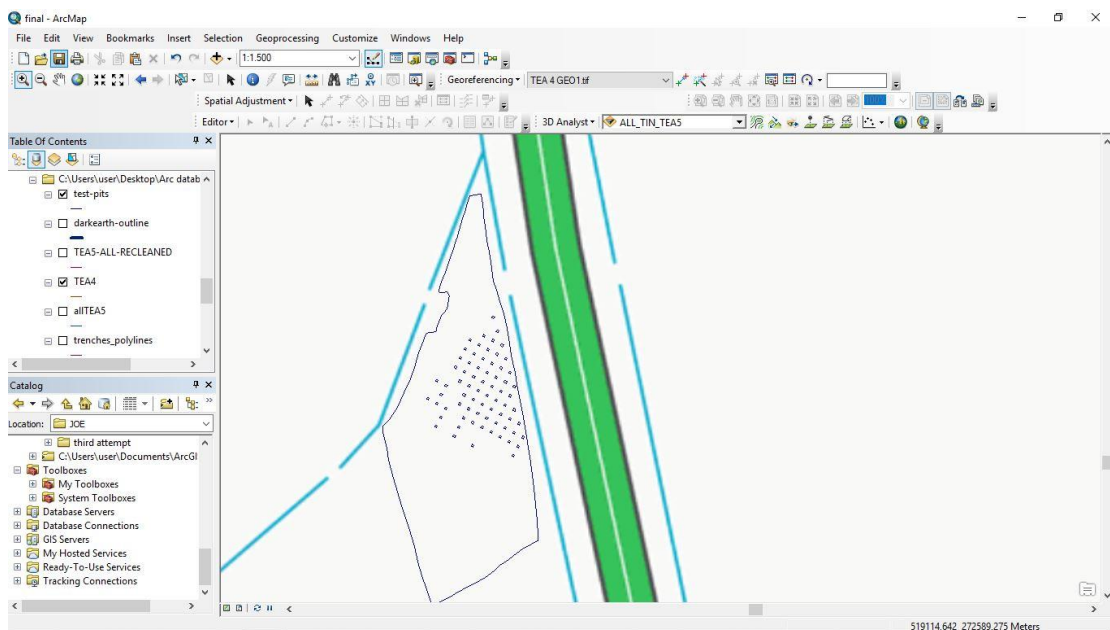 final - ArcMap
File Edit View Bookmarks Insert Selection Geoprocessing Customize Windows Help
1:1.500
Georeferencing TEA 4 GEO1.tif
Spatial Adjustment
Editor 3D Analyst ALL_TIN_TEA5
Table Of Contents
C:\Users\user\Desktop\Arc datab
test-pits
darkearth-outline
TEA5-ALL-RECLEANED
TEA4
allTEA5
trenches_polylines
Catalog
Location: JOE
third attempt
C:\Users\user\Documents\ArcGI
Toolboxes
My Toolboxes
System Toolboxes
Database Servers
Database Connections
GIS Servers
My Hosted Services
Ready-To-Use Services
Tracking Connections
519114.642 272589.275 Meters